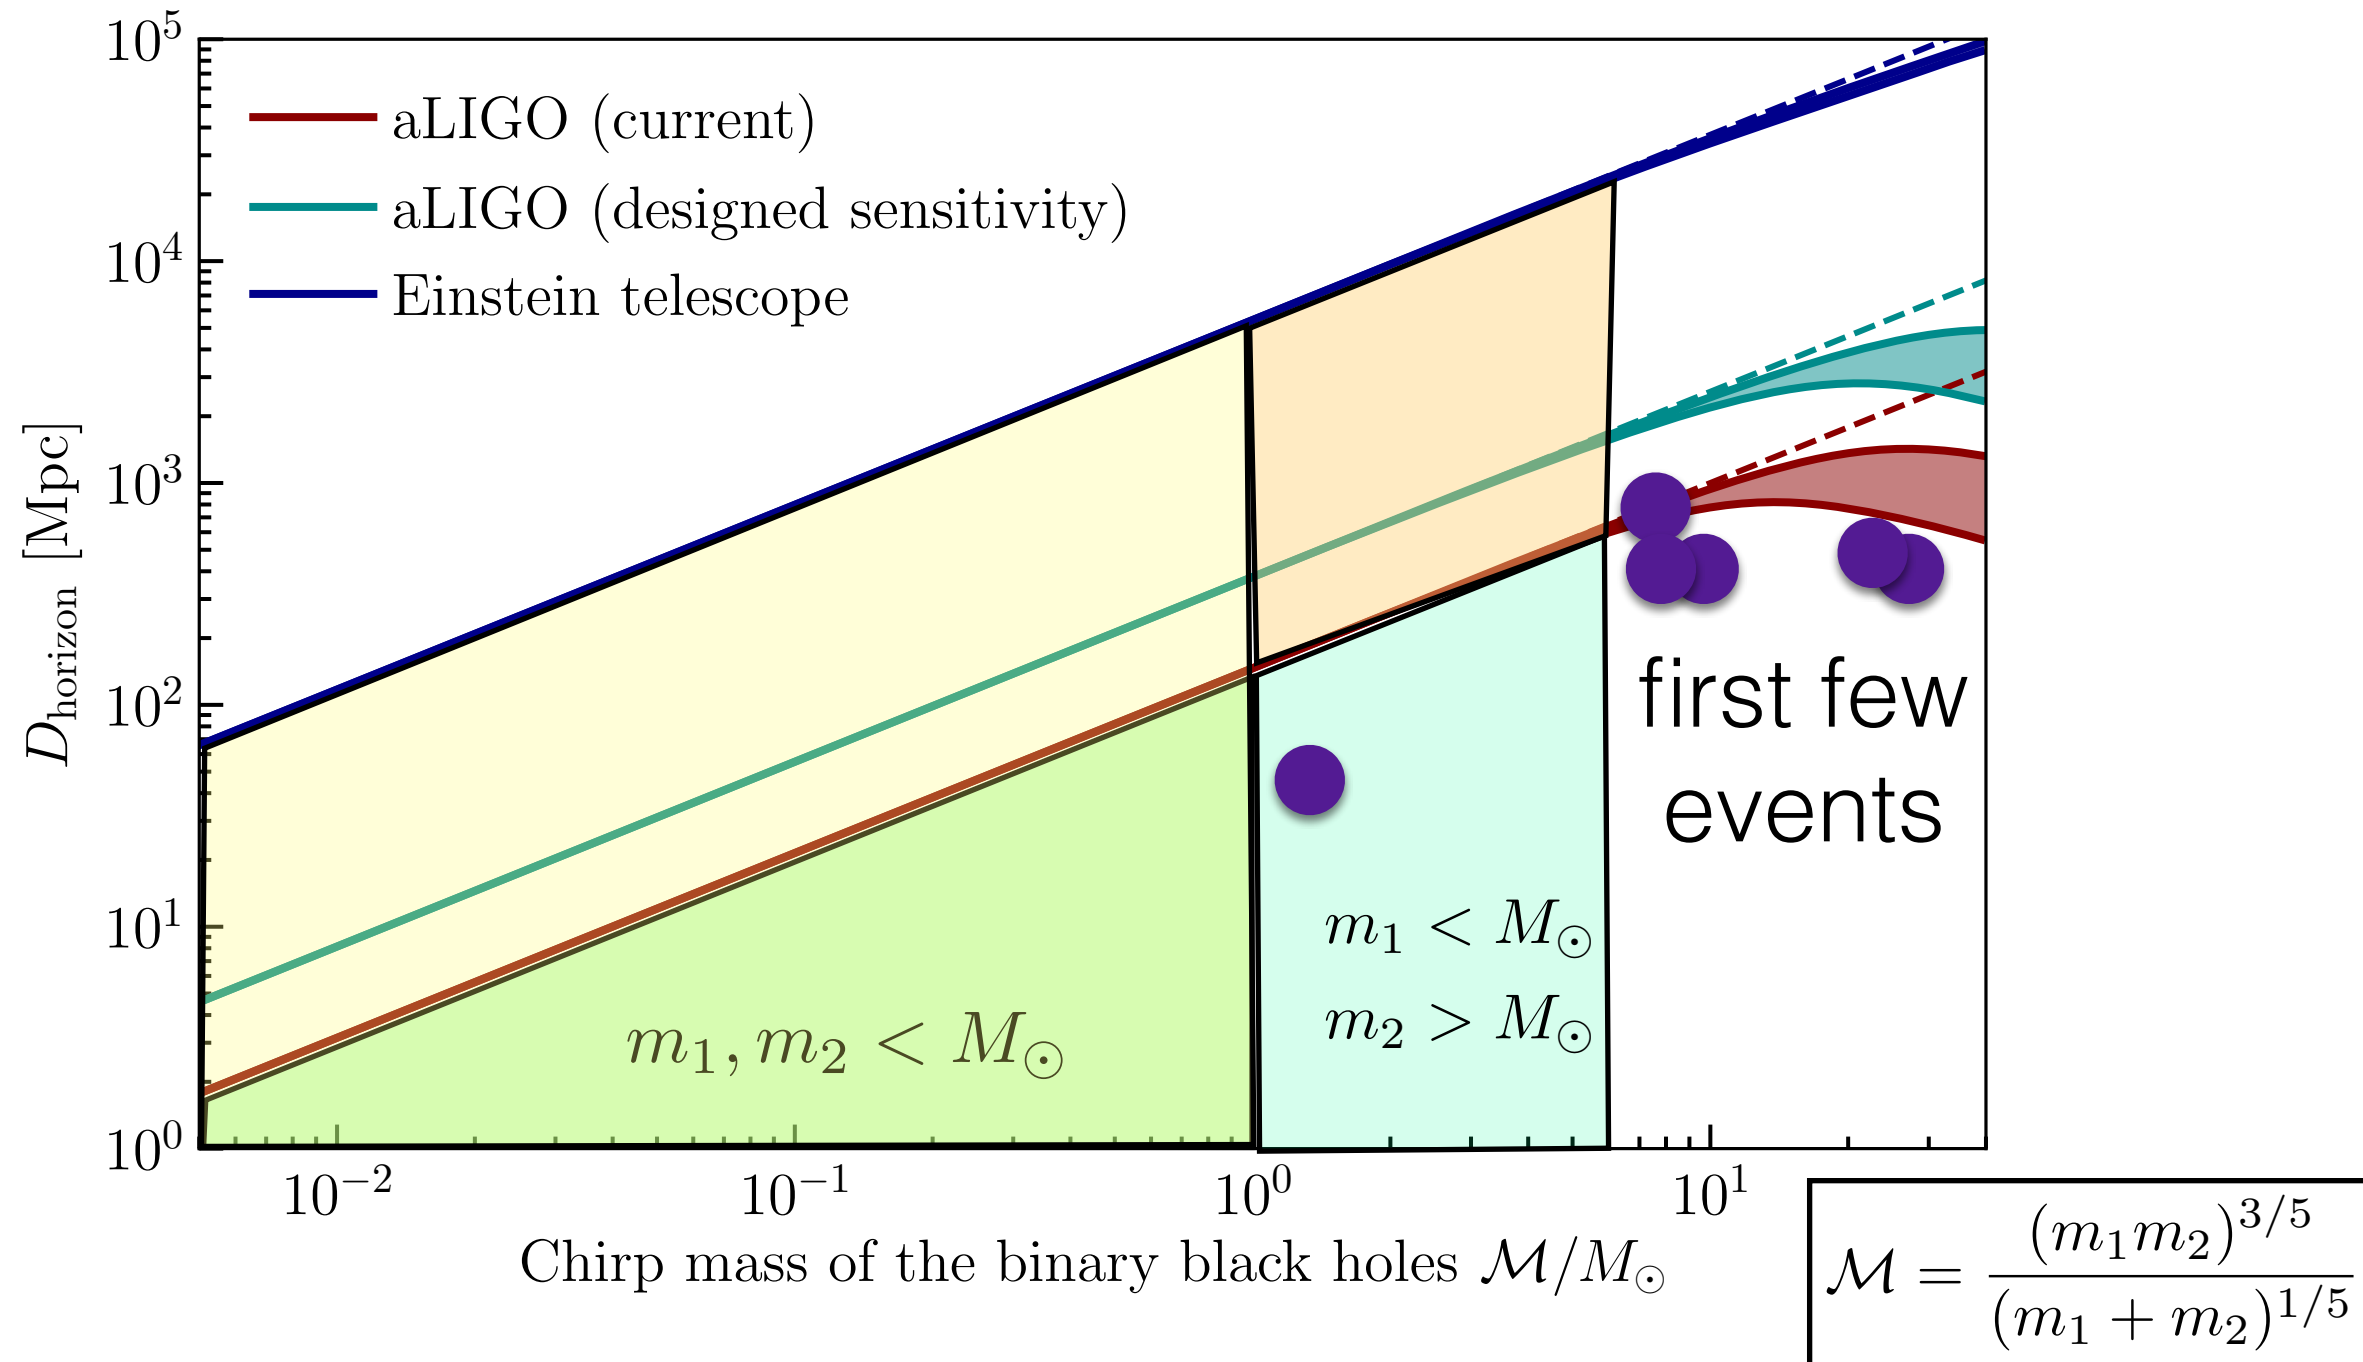 10^5
10^4
10^3
10^2
10^1
10^0
D_horizon [Mpc]
aLIGO (current)
aLIGO (designed sensitivity)
Einstein telescope
first few
events
m_1 < M_⊙
m_2 > M_⊙
m_1, m_2 < M_⊙
10^−2 10^−1 10^0 10^1
Chirp mass of the binary black holes ℳ/M_⊙
ℳ = (m_1m_2)^{3/5} / (m_1 + m_2)^{1/5}